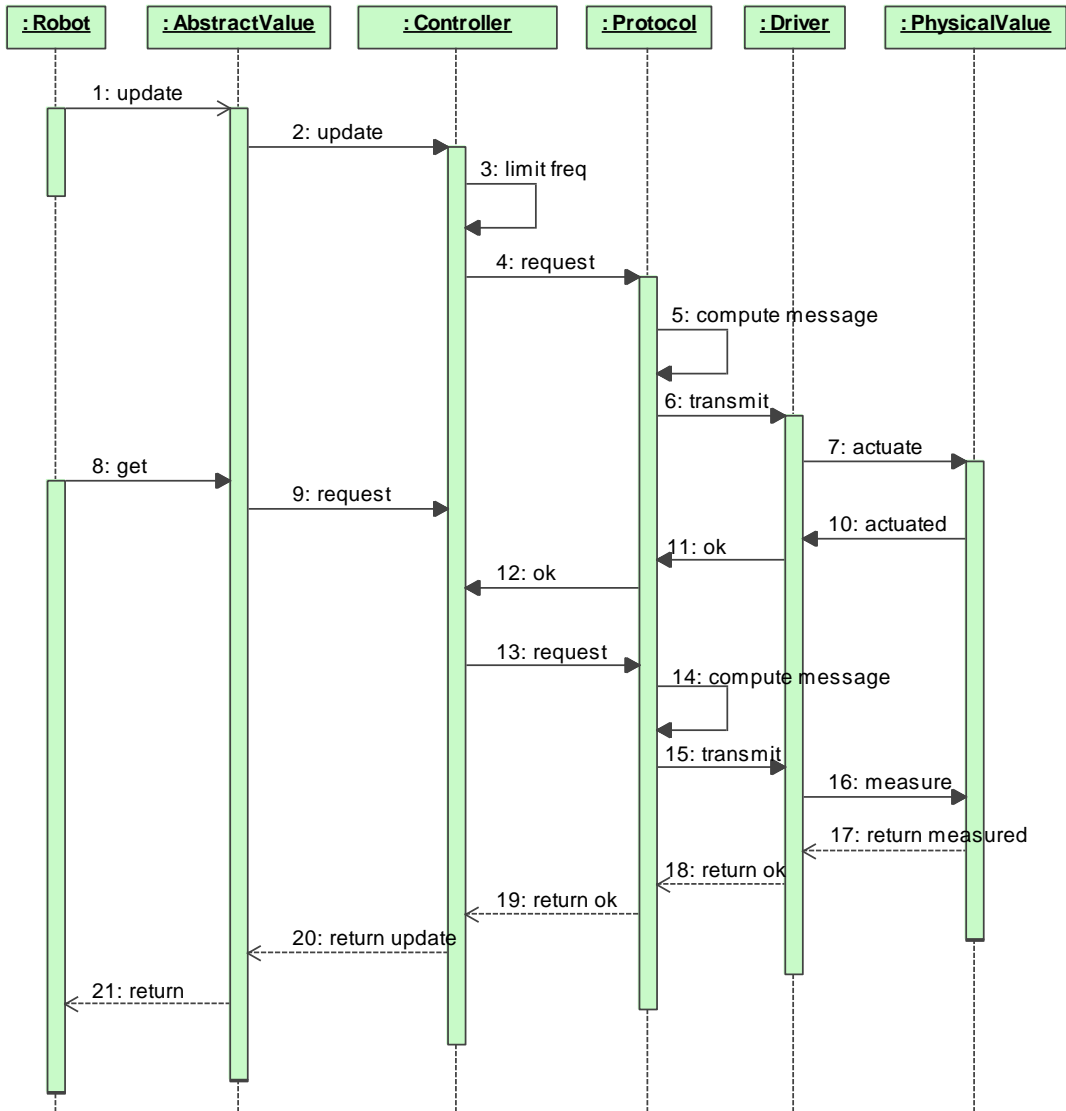 : Robot
: AbstractValue
: Controller
: Protocol
: Driver
: PhysicalValue
1: update
2: update
3: limit freq
4: request
5: compute message
6: transmit
7: actuate
8: get
9: request
10: actuated
11: ok
12: ok
13: request
14: compute message
15: transmit
16: measure
17: return measured
18: return ok
19: return ok
20: return update
21: return